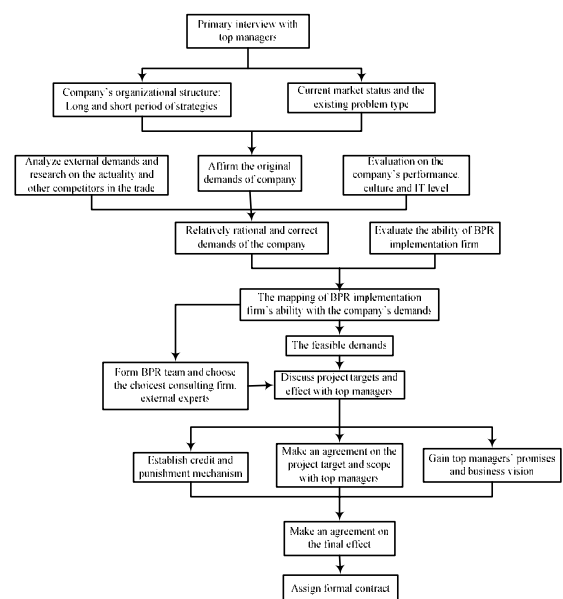 Primary interview with
top managers
Company's organizational structure:
Long and short period of strategies
Current market status and the
existing problem type
Analyze external demands and
research on the actuality and
other competitors in the trade
Affirm the original
demands of company
Evaluation on the
company's performance,
culture and IT level
Relatively rational and correct
demands of the company
Evaluate the ability of BPR
implementation firm
The mapping of BPR implementation
firm's ability with the company's demands
The feasible demands
Form BPR team and choose
the choicest consulting firm,
external experts
Discuss project targets and
effect with top managers
Establish credit and
punishment mechanism
Make an agreement on the
project target and scope
with top managers
Gain top managers' promises
and business vision
Make an agreement on
the final effect
Assign formal contract